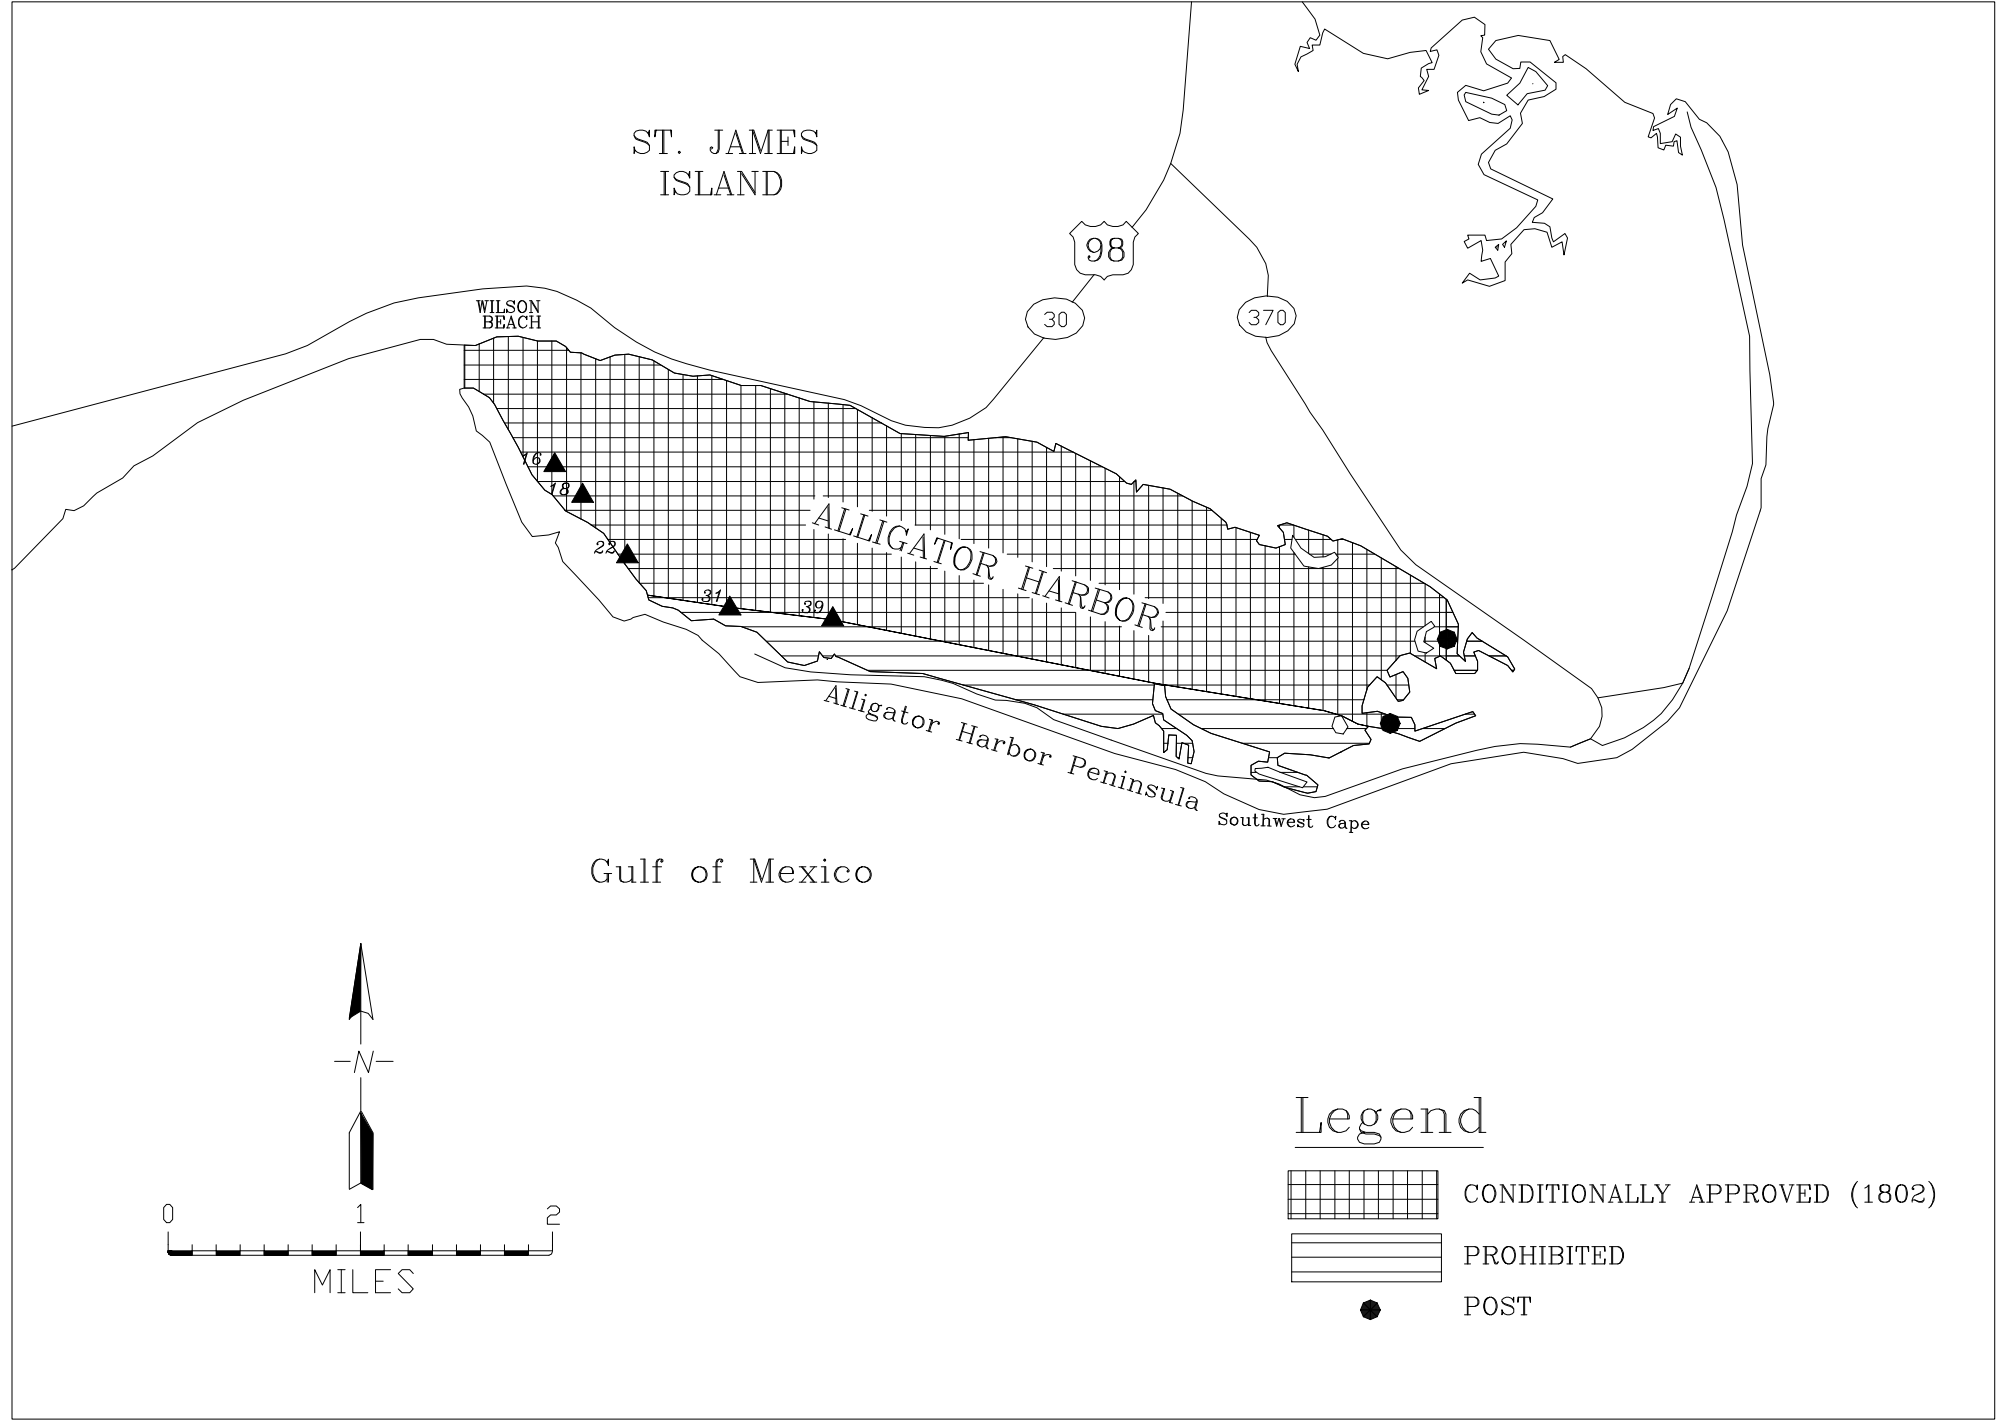 ST. JAMES
ISLAND
98
30
370
WILSON
BEACH
16
18
22
31
39
ALLIGATOR HARBOR
Alligator Harbor Peninsula
Southwest Cape
Gulf of Mexico
-N-
0 1 2
MILES
Legend
CONDITIONALLY APPROVED (1802)
PROHIBITED
POST